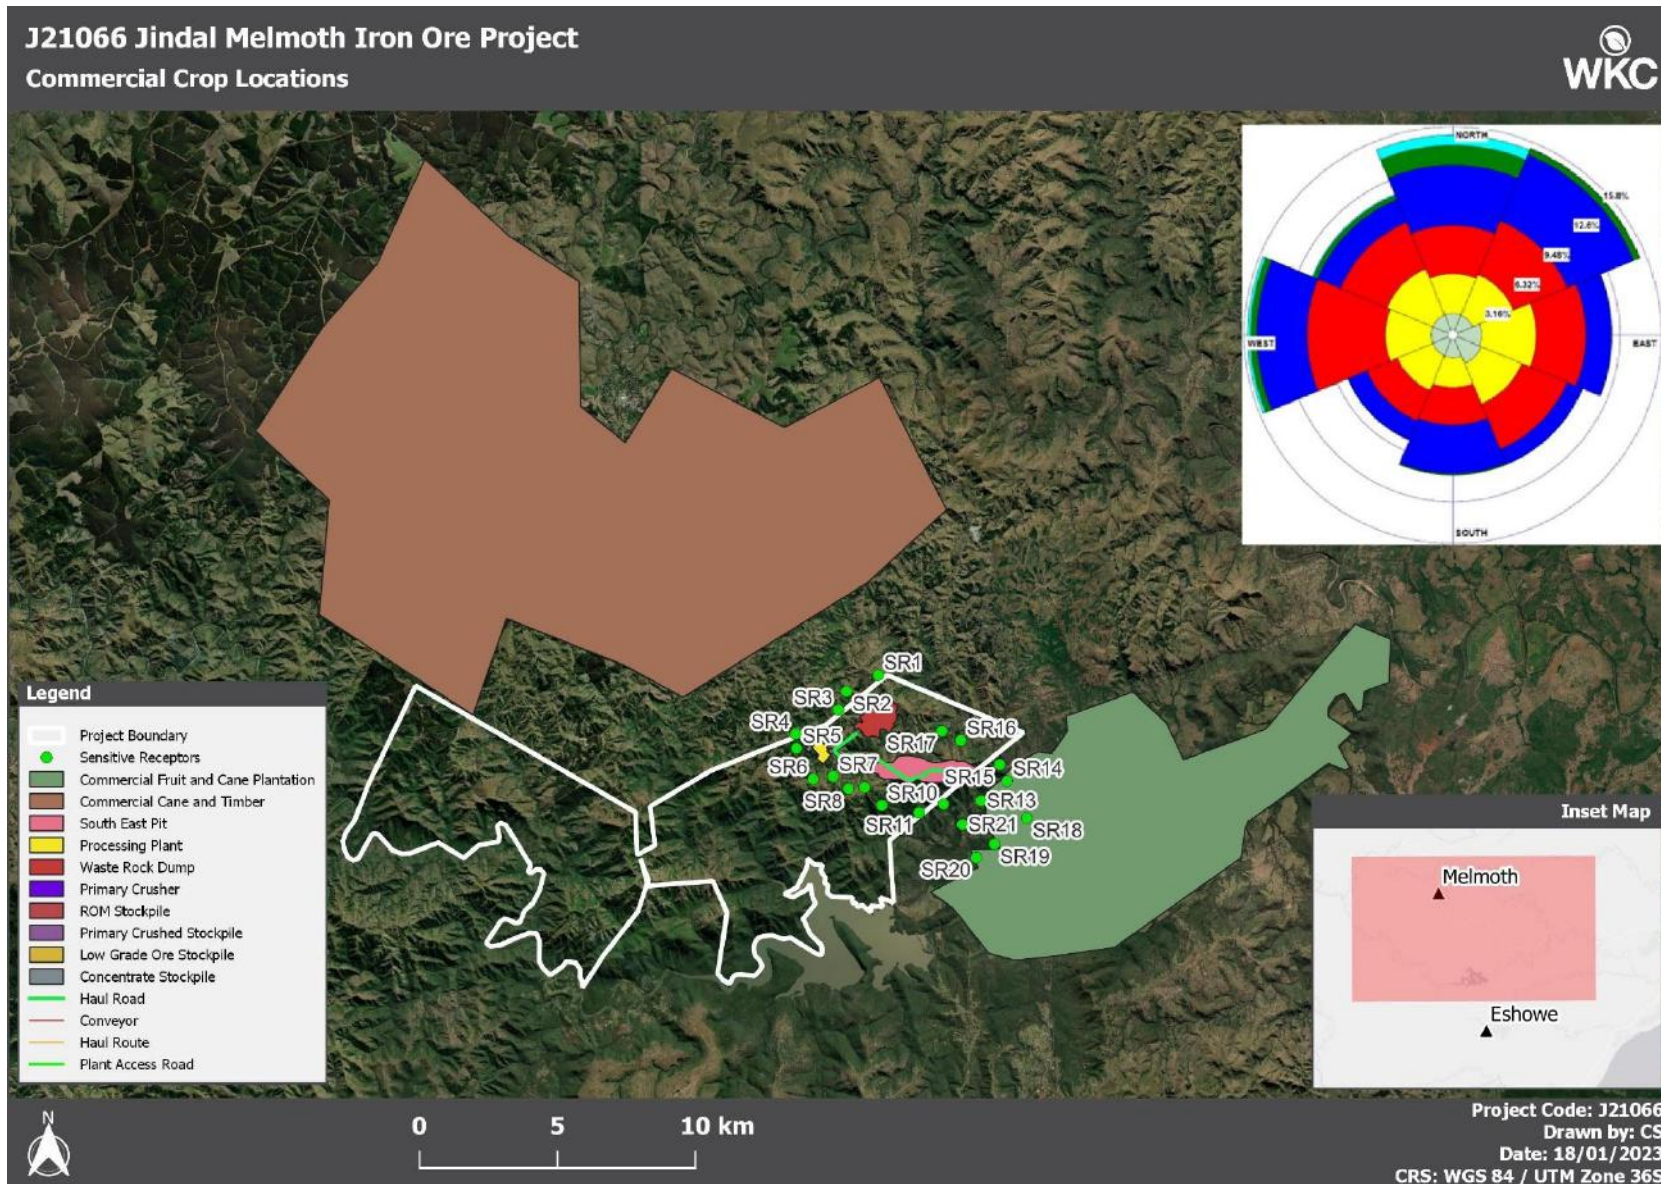 J21066 Jindal Melmoth Iron Ore Project
Commercial Crop Locations
WKC
NORTH
15.8%
12.6%
9.48%
6.32%
3.16%
WEST
EAST
SOUTH
SR1
SR3
SR2
SR4
SR5
SR16
SR17
SR6
SR7
SR14
SR15
SR8
SR10
SR13
SR11
SR21
SR18
SR19
SR20
Legend
Project Boundary
Sensitive Receptors
Commercial Fruit and Cane Plantation
Commercial Cane and Timber
South East Pit
Processing Plant
Waste Rock Dump
Primary Crusher
ROM Stockpile
Primary Crushed Stockpile
Low Grade Ore Stockpile
Concentrate Stockpile
Haul Road
Conveyor
Haul Route
Plant Access Road
Inset Map
Melmoth
Eshowe
N
0 5 10 km
Project Code: J21066
Drawn by: CS
Date: 18/01/2023
CRS: WGS 84 / UTM Zone 36S